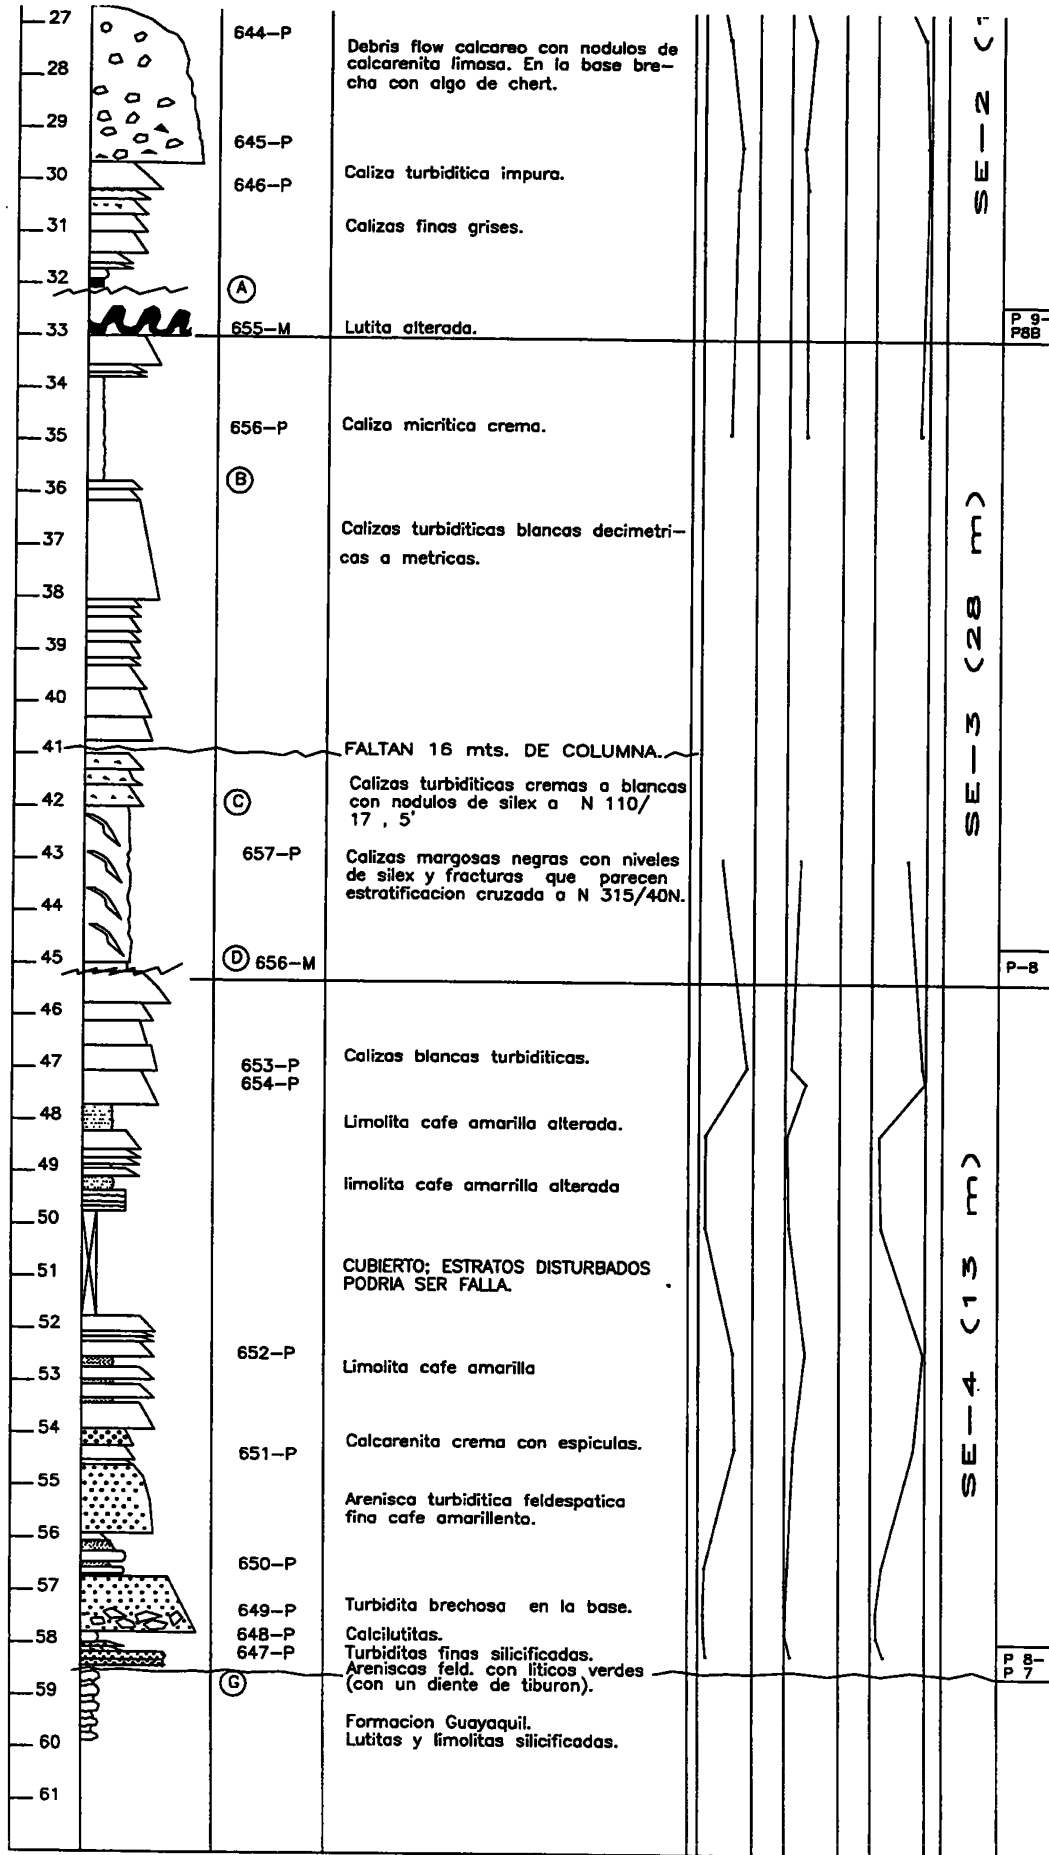 27
644-P
Debris flow calcareo con nodulos de
calcarenita limosa. En la base bre-
cha con algo de chert.
28
29
645-P
30
646-P
Caliza turbiditica impura.
31
Calizas finas grises.
SE-2 (1
32
A
33
655-M
Lutita alterada.
P 9-
P8B
34
35
656-P
Caliza micritica crema.
36
B
37
Calizas turbiditicas blancas decimetri-
cas a metricas.
38
39
40
41
FALTAN 16 mts. DE COLUMNA.
SE-3 (28 m)
42
C
Calizas turbiditicas cremas a blancas
con nodulos de silex a N 110/
17 , 5'
43
657-P
Calizas margosas negras con niveles
de silex y fracturas que parecen
estratificacion cruzada a N 315/40N.
44
45
D 656-M
P-8
46
47
653-P
654-P
Calizas blancas turbiditicas.
48
Limolita cafe amarilla alterada.
49
limolita cafe amarrilla alterada
50
51
CUBIERTO; ESTRATOS DISTURBADOS
PODRIA SER FALLA.
52
652-P
53
Limolita cafe amarilla
SE-4 (13 m)
54
651-P
Calcarenita crema con espiculas.
55
Arenisca turbiditica feldespatica
fina cafe amarillento.
56
650-P
57
649-P
Turbidita brechosa en la base.
58
648-P
Calcilutitas.
647-P
Turbiditas finas silicificadas.
P 8-
P 7
59
G
Areniscas feld. con liticos verdes
(con un diente de tiburon).
60
Formacion Guayaquil.
Lutitas y limolitas silicificadas.
61